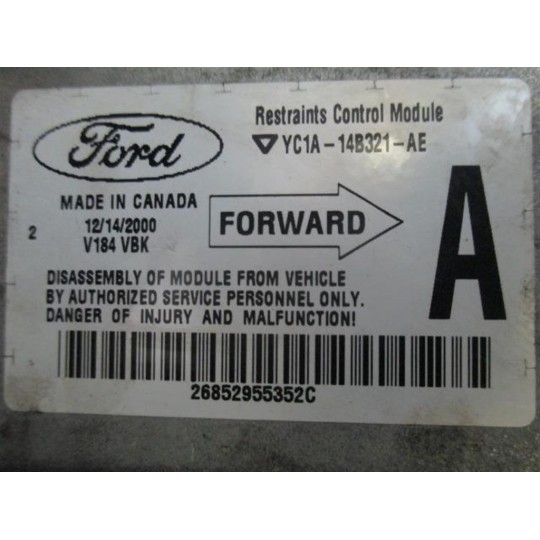 Ford
Restraints Control Module
YC1A-14B321-AE
MADE IN CANADA
12/14/2000
V184 VBK
2
FORWARD
A
DISASSEMBLY OF MODULE FROM VEHICLE
BY AUTHORIZED SERVICE PERSONNEL ONLY.
DANGER OF INJURY AND MALFUNCTION!
26852955352C